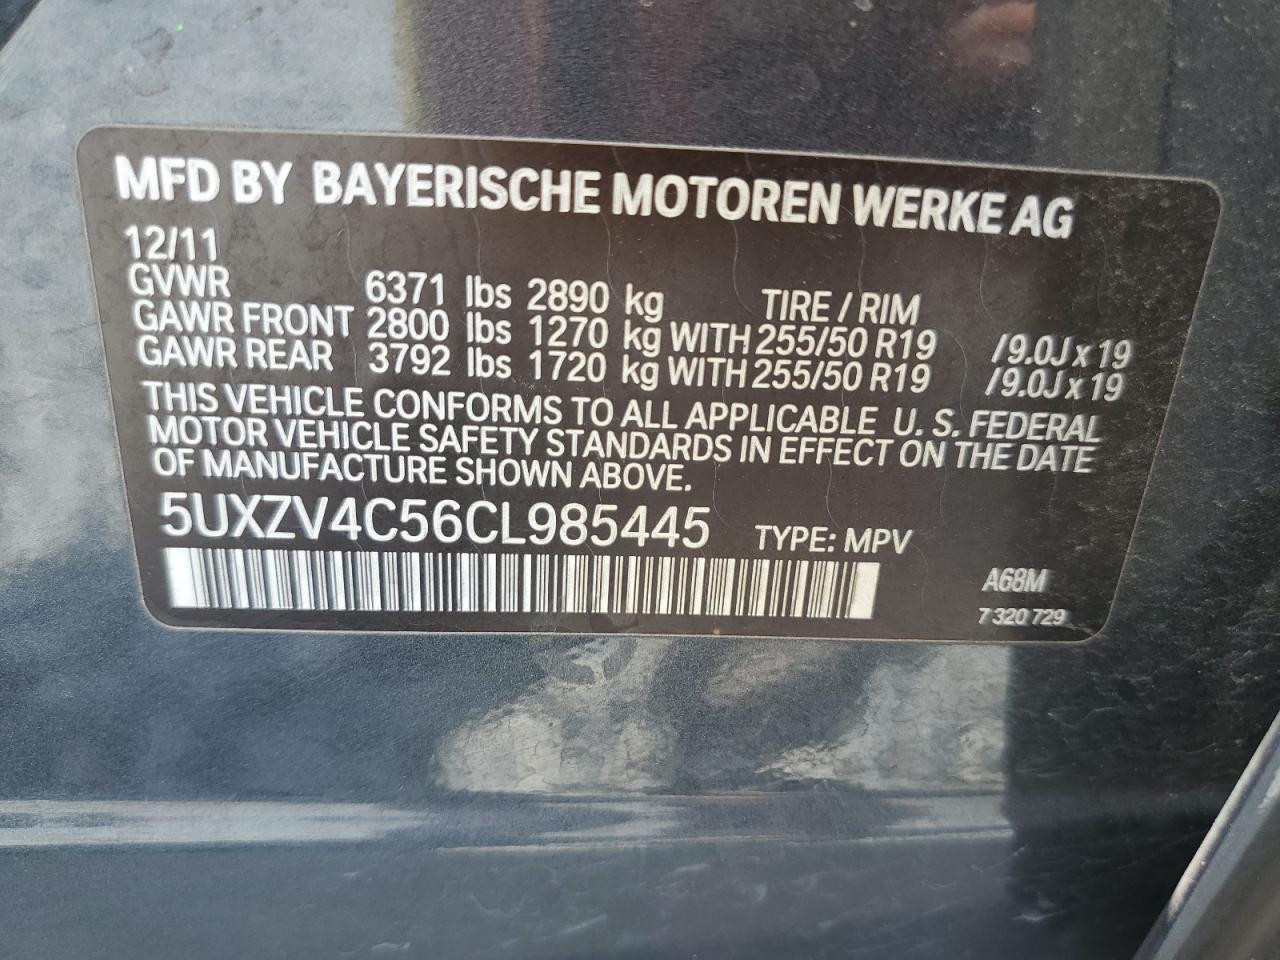 MFD BY BAYERISCHE MOTOREN WERKE AG
12/11
GVWR 6371 lbs 2890 kg TIRE / RIM
GAWR FRONT 2800 lbs 1270 kg WITH 255/50 R19 /9.0J x 19
GAWR REAR 3792 lbs 1720 kg WITH 255/50 R19 /9.0J x 19
THIS VEHICLE CONFORMS TO ALL APPLICABLE U. S. FEDERAL
MOTOR VEHICLE SAFETY STANDARDS IN EFFECT ON THE DATE
OF MANUFACTURE SHOWN ABOVE.
5UXZV4C56CL985445 TYPE: MPV
A68M
7 320 729